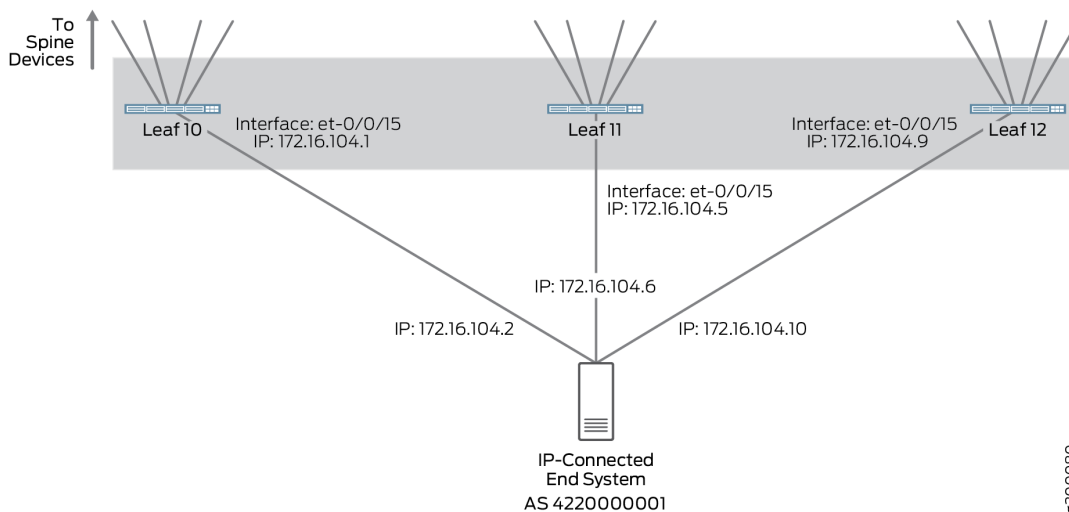 To
Spine
Devices
Leaf 10
Interface: et-0/0/15
IP: 172.16.104.1
Leaf 11
Interface: et-0/0/15
IP: 172.16.104.9
Leaf 12
Interface: et-0/0/15
IP: 172.16.104.5
IP: 172.16.104.6
IP: 172.16.104.2
IP: 172.16.104.10
IP-Connected
End System
AS 4220000001